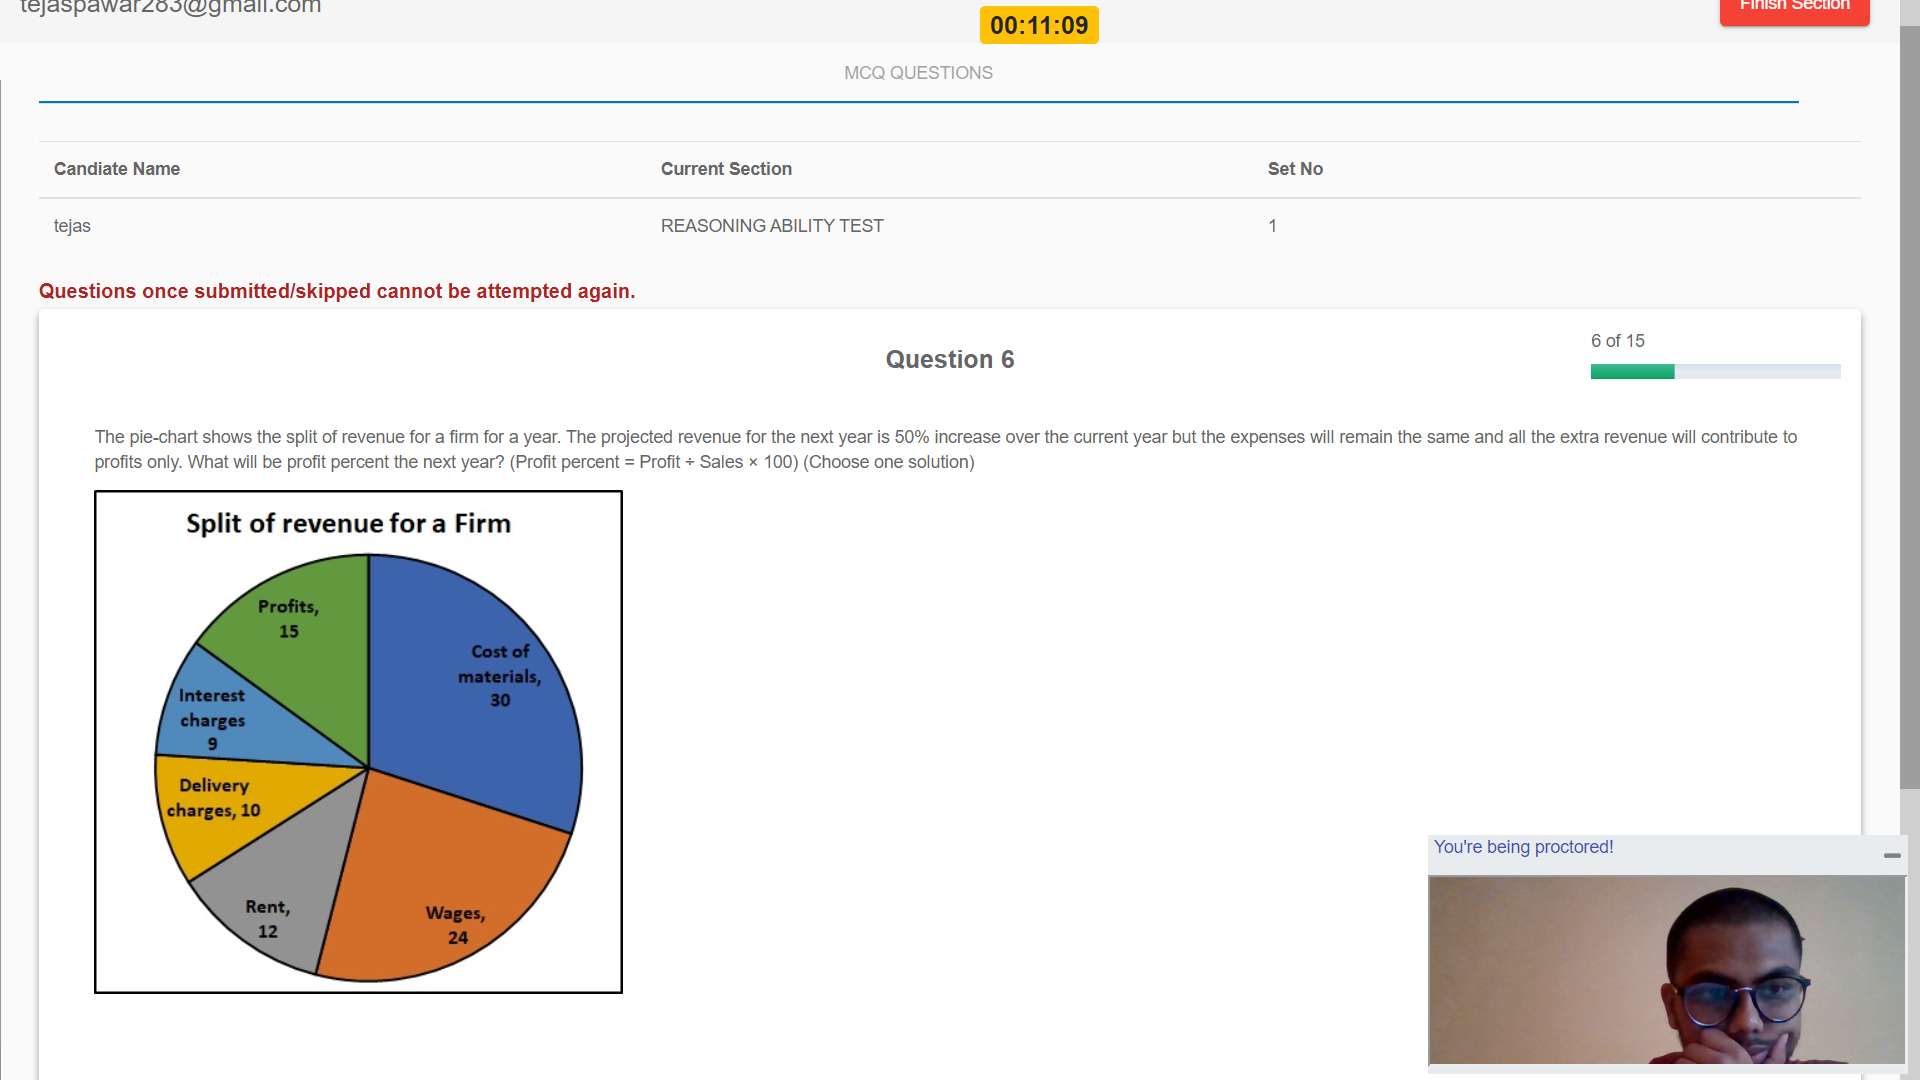 tejaspawar283@gmail.com
Finish Section
00:11:09
MCQ QUESTIONS
Candiate Name Current Section Set No
tejas REASONING ABILITY TEST 1
Questions once submitted/skipped cannot be attempted again.
6 of 15
Question 6
The pie-chart shows the split of revenue for a firm for a year. The projected revenue for the next year is 50% increase over the current year but the expenses will remain the same and all the extra revenue will contribute to
profits only. What will be profit percent the next year? (Profit percent = Profit ÷ Sales × 100) (Choose one solution)
Split of revenue for a Firm
Profits,
15
Cost of
materials,
30
Interest
charges
9
Delivery
charges, 10
Rent,
12
Wages,
24
You're being proctored!